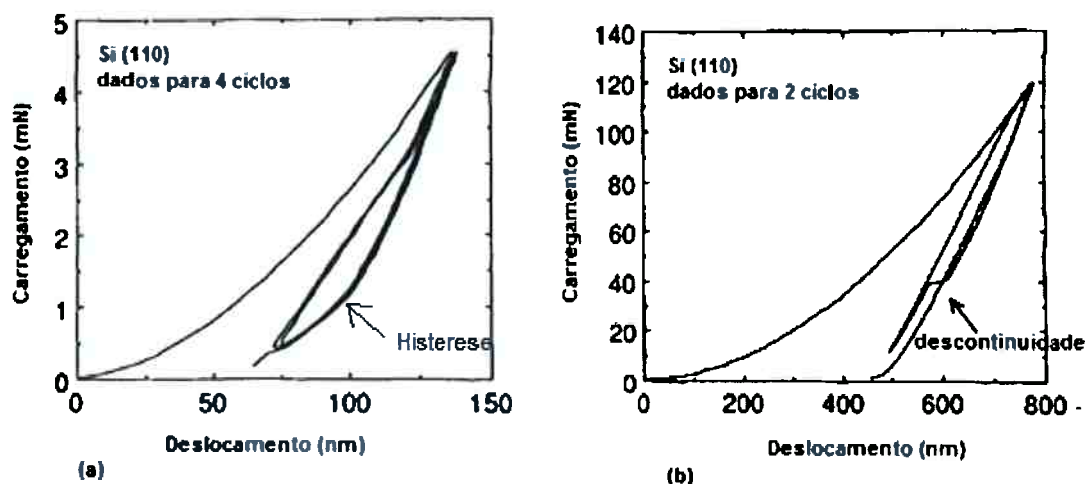 5
4
3
2
1
0
Carregamento (mN)
Si (110)
dados para 4 ciclos
Histerese
0
50
100
150
Deslocamento (nm)
(a)
140
120
100
80
60
40
20
0
Carregamento (mN)
Si (110)
dados para 2 ciclos
descontinuidade
0
200
400
600
800
Deslocamento (nm)
(b)